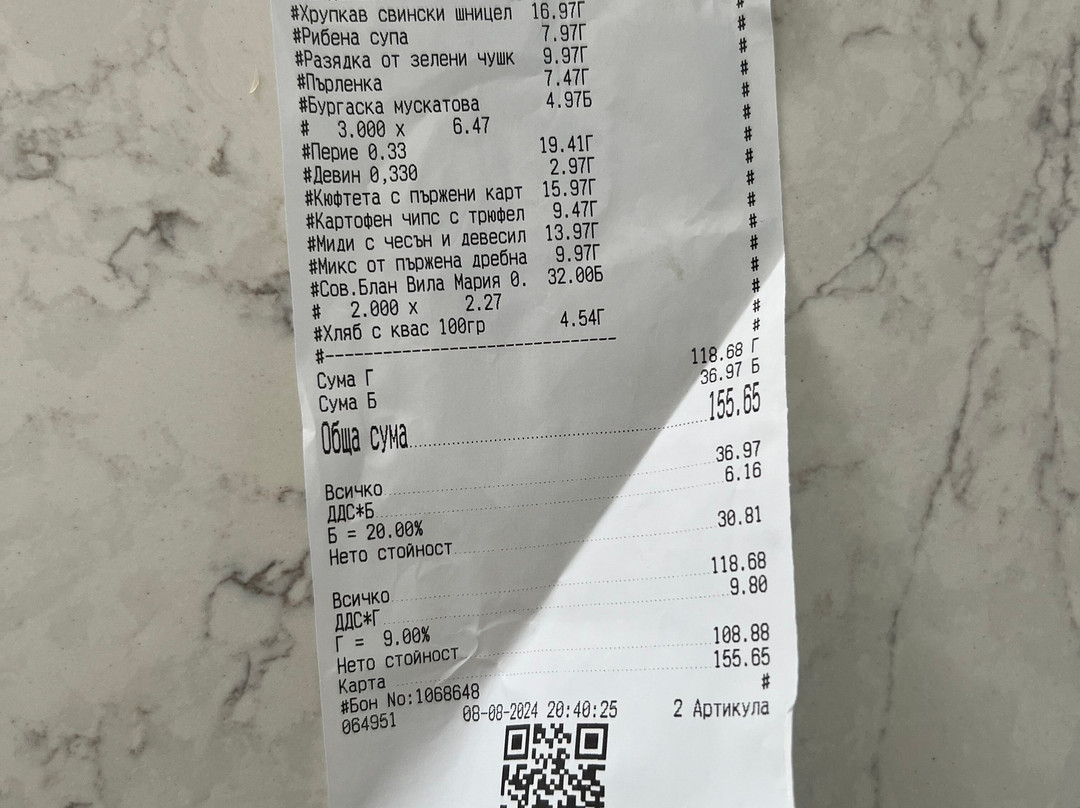 #Хрупкав свински шницел 16.97Г
#Рибена супа 7.97Г
#Разядка от зелени чушк 9.97Г
#Пърленка 7.47Г
#Бургаска мускатова 4.97Б
# 3.000 x 6.47
#Перие 0.33 19.41Г
#Девин 0,330 2.97Г
#Кюфтета с пържени карт 15.97Г
#Картофен чипс с трюфел 9.47Г
#Миди с чесън и девесил 13.97Г
#Микс от пържена дребна 9.97Г
#Сов.Блан Вила Мария 0. 32.00Б
# 2.000 x 2.27
#Хляб с квас 100гр 4.54Г
#------------------------------
Сума Г 118.68 Г
Сума Б 36.97 Б
Обща сума 155.65
Всичко 36.97
ДДС*Б 6.16
Б = 20.00%
Нето стойност 30.81
Всичко 118.68
ДДС*Г 9.80
Г = 9.00%
Нето стойност 108.88
Карта 155.65
#Бон No:1068648 #
064951 08-08-2024 20:40:25 2 Артикула